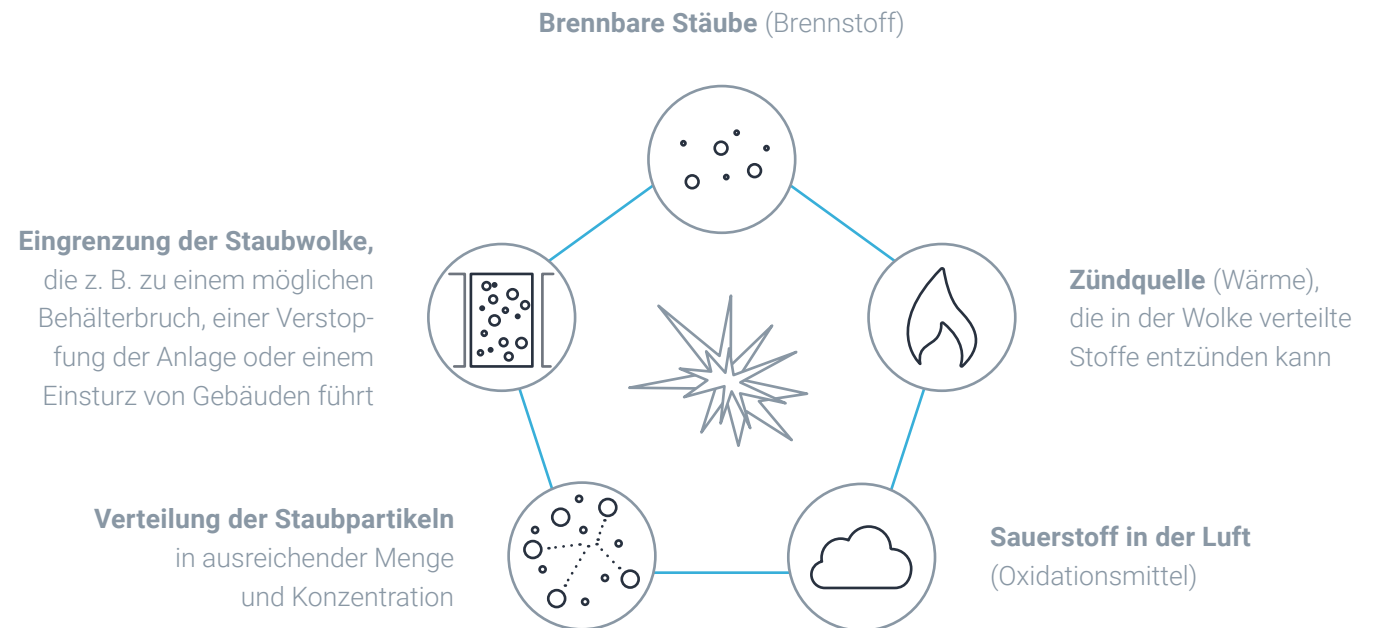 Brennbare Stäube (Brennstoff)
Eingrenzung der Staubwolke,
die z. B. zu einem möglichen
Behälterbruch, einer Verstop-
fung der Anlage oder einem
Einsturz von Gebäuden führt
Zündquelle (Wärme),
die in der Wolke verteilte
Stoffe entzünden kann
Verteilung der Staubpartikeln
in ausreichender Menge
und Konzentration
Sauerstoff in der Luft
(Oxidationsmittel)